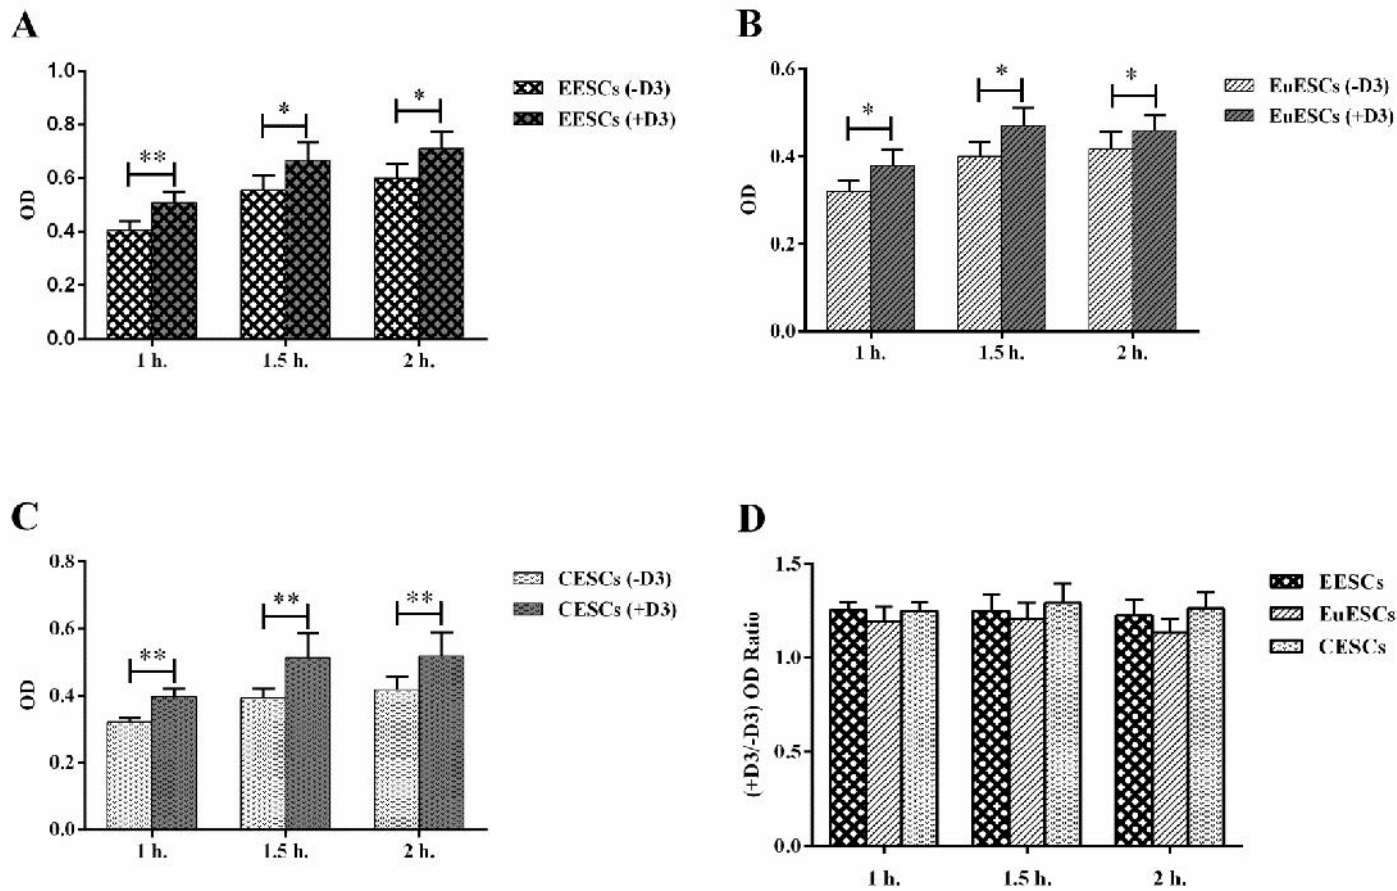 A
1.0
0.8
0.6
0.4
0.2
0.0
OD
**
*
*
1 h.
1.5 h.
2 h.
EESCs (-D3)
EESCs (+D3)
B
0.6
0.4
0.2
0.0
OD
*
*
*
1 h.
1.5 h.
2 h.
EuESCs (-D3)
EuESCs (+D3)
C
0.8
0.6
0.4
0.2
0.0
OD
**
**
**
1 h.
1.5 h.
2 h.
CESCs (-D3)
CESCs (+D3)
D
1.5
1.0
0.5
0.0
(+D3/-D3) OD Ratio
1 h.
1.5 h.
2 h.
EESCs
EuESCs
CESCs